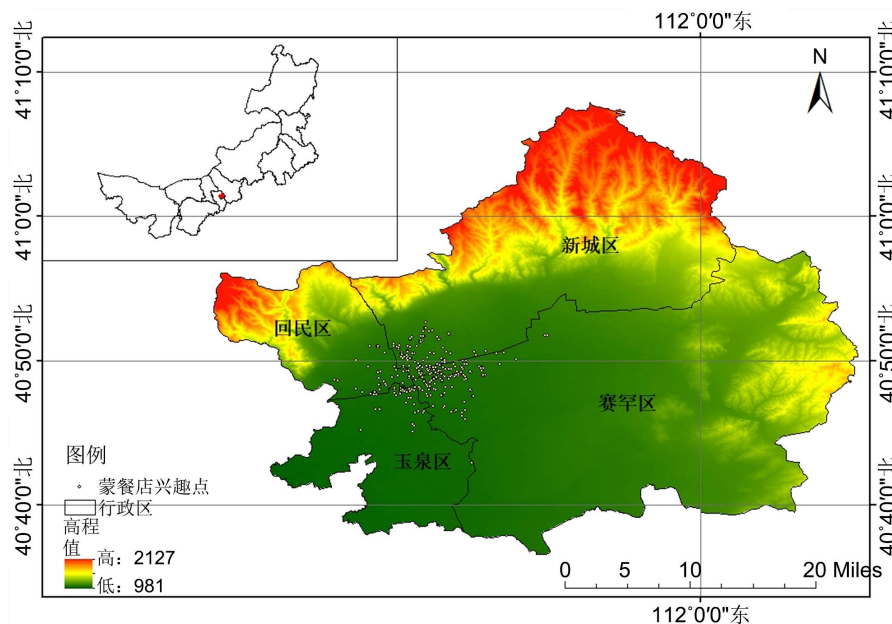 112°0′0″东
41°10′0″北
41°10′0″北
N
41°0′0″北
41°0′0″北
新城区
回民区
40°50′0″北
40°50′0″北
赛罕区
玉泉区
图例
蒙餐店兴趣点
行政区
高程
值
高：2127
低：981
40°40′0″北
40°40′0″北
0 5 10 20 Miles
112°0′0″东